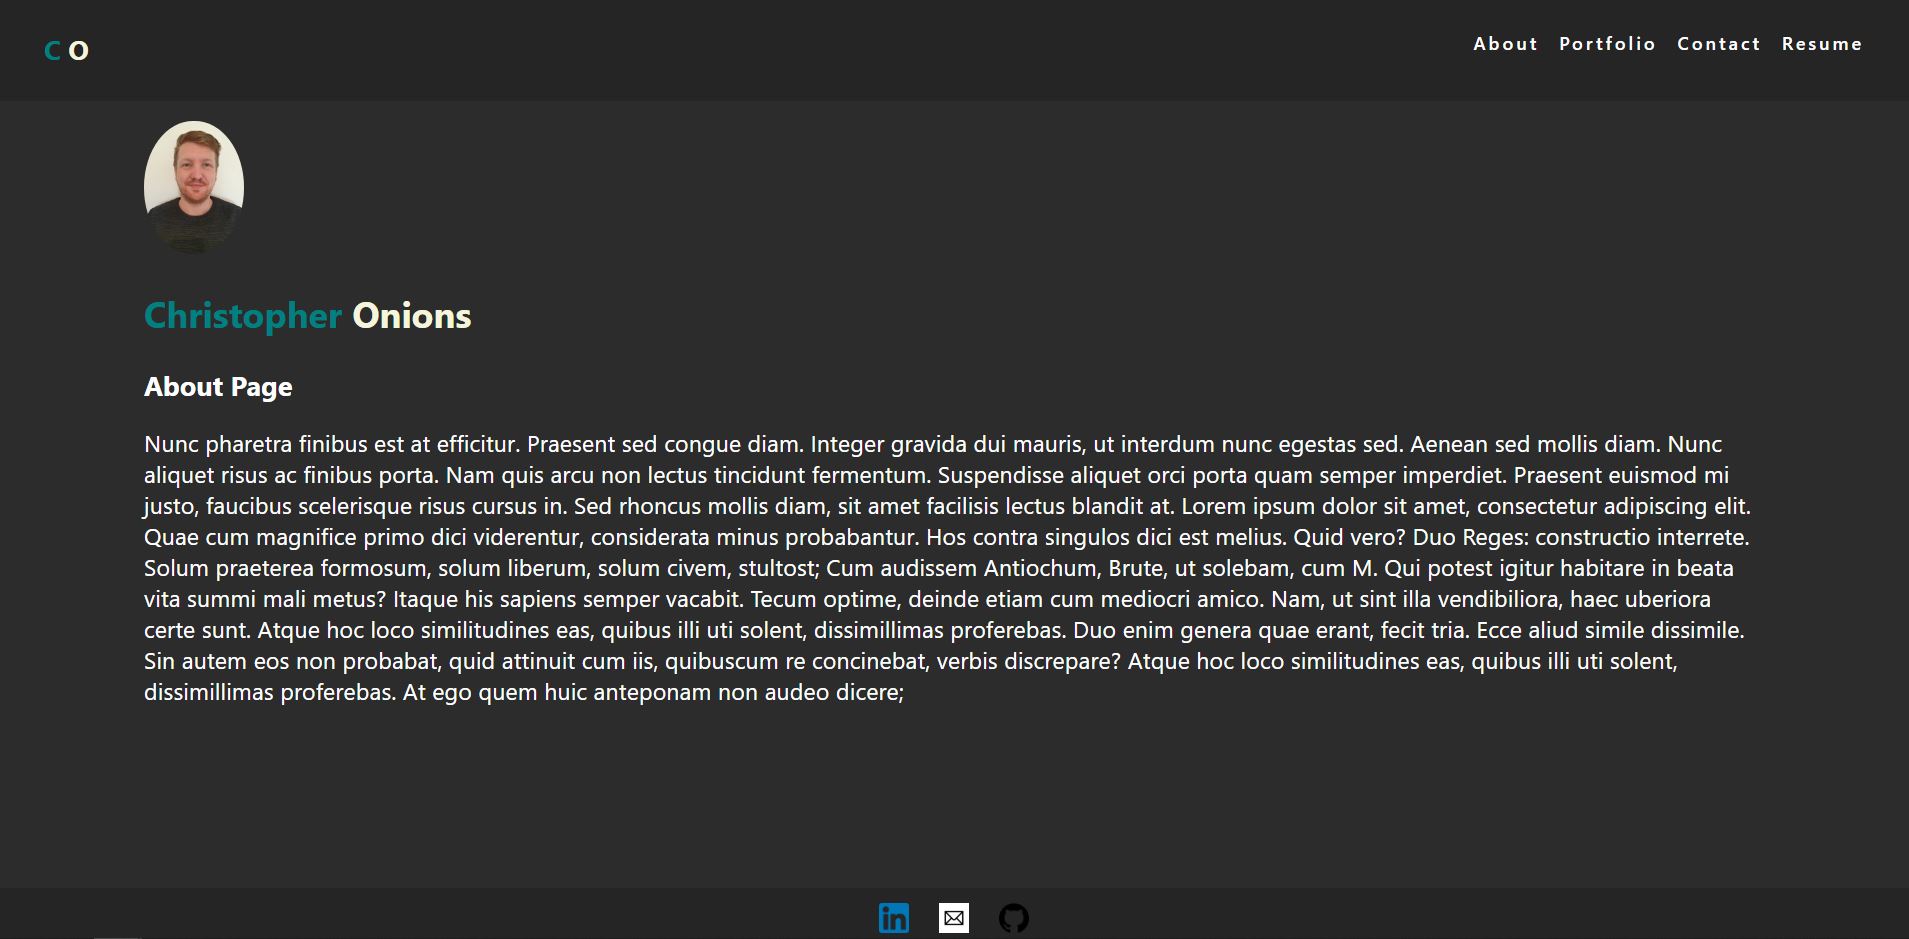 C O
About Portfolio Contact Resume
Christopher Onions
About Page
Nunc pharetra finibus est at efficitur. Praesent sed congue diam. Integer gravida dui mauris, ut interdum nunc egestas sed. Aenean sed mollis diam. Nunc
aliquet risus ac finibus porta. Nam quis arcu non lectus tincidunt fermentum. Suspendisse aliquet orci porta quam semper imperdiet. Praesent euismod mi
justo, faucibus scelerisque risus cursus in. Sed rhoncus mollis diam, sit amet facilisis lectus blandit at. Lorem ipsum dolor sit amet, consectetur adipiscing elit.
Quae cum magnifice primo dici viderentur, considerata minus probabantur. Hos contra singulos dici est melius. Quid vero? Duo Reges: constructio interrete.
Solum praeterea formosum, solum liberum, solum civem, stultost; Cum audissem Antiochum, Brute, ut solebam, cum M. Qui potest igitur habitare in beata
vita summi mali metus? Itaque his sapiens semper vacabit. Tecum optime, deinde etiam cum mediocri amico. Nam, ut sint illa vendibiliora, haec uberiora
certe sunt. Atque hoc loco similitudines eas, quibus illi uti solent, dissimillimas proferebas. Duo enim genera quae erant, fecit tria. Ecce aliud simile dissimile.
Sin autem eos non probabat, quid attinuit cum iis, quibuscum re concinebat, verbis discrepare? Atque hoc loco similitudines eas, quibus illi uti solent,
dissimillimas proferebas. At ego quem huic anteponam non audeo dicere;
in